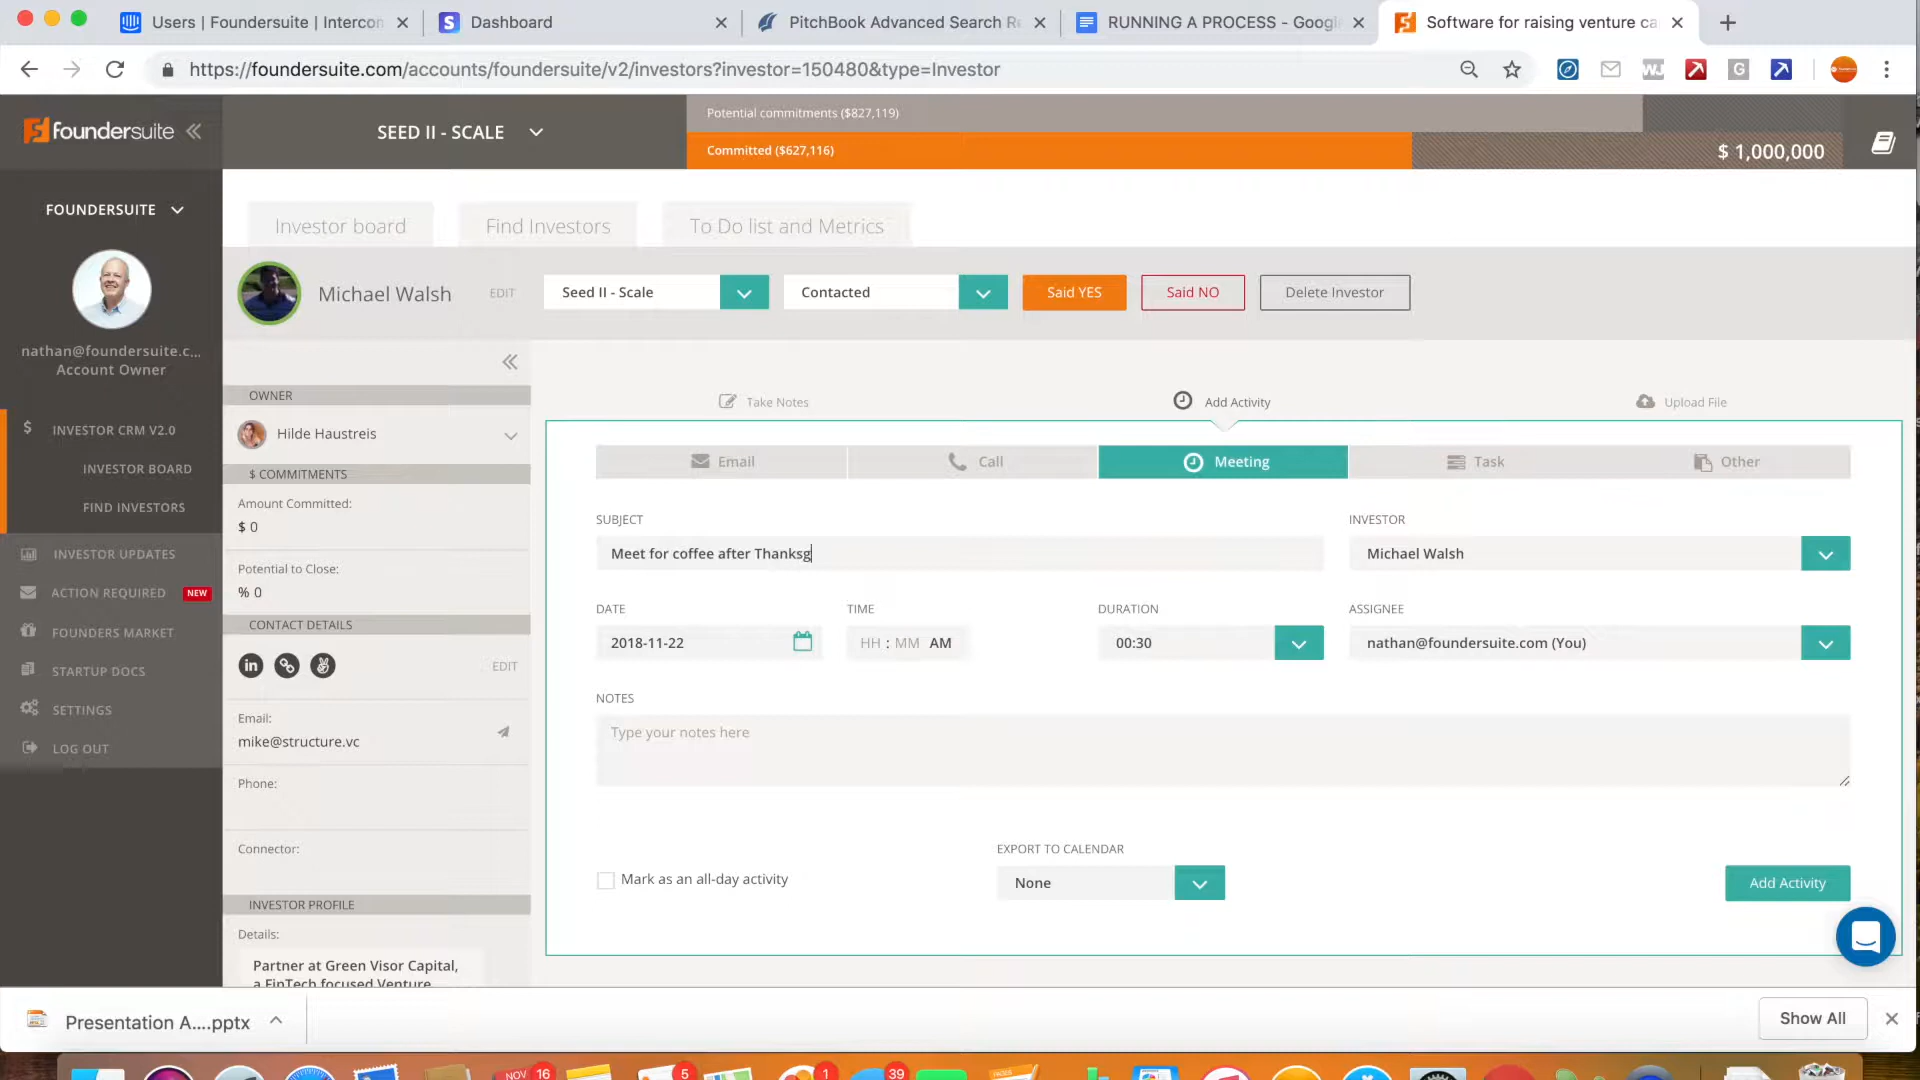 Users | Foundersuite | Intercon
Dashboard
PitchBook Advanced Search Re
RUNNING A PROCESS - Google
Software for raising venture ca
https://foundersuite.com/accounts/foundersuite/v2/investors?investor=150480&type=Investor
foundersuite
SEED II - SCALE
Potential commitments ($827,119)
Committed ($627,116)
$ 1,000,000
FOUNDERSUITE
nathan@foundersuite.c...
Account Owner
$ INVESTOR CRM V2.0
INVESTOR BOARD
FIND INVESTORS
INVESTOR UPDATES
ACTION REQUIRED NEW
FOUNDERS MARKET
STARTUP DOCS
SETTINGS
LOG OUT
Investor board
Find Investors
To Do list and Metrics
Michael Walsh
EDIT
Seed II - Scale
Contacted
Said YES
Said NO
Delete Investor
OWNER
Hilde Haustreis
$ COMMITMENTS
Amount Committed:
$ 0
Potential to Close:
% 0
CONTACT DETAILS
EDIT
Email:
mike@structure.vc
Phone:
Connector:
INVESTOR PROFILE
Details:
Partner at Green Visor Capital,
a FinTech focused Venture
Take Notes
Add Activity
Upload File
Email
Call
Meeting
Task
Other
SUBJECT
Meet for coffee after Thanksg
INVESTOR
Michael Walsh
DATE
2018-11-22
TIME
HH : MM AM
DURATION
00:30
ASSIGNEE
nathan@foundersuite.com (You)
NOTES
Type your notes here
Mark as an all-day activity
EXPORT TO CALENDAR
None
Add Activity
Presentation A....pptx
Show All
NOV 16
5
1
39